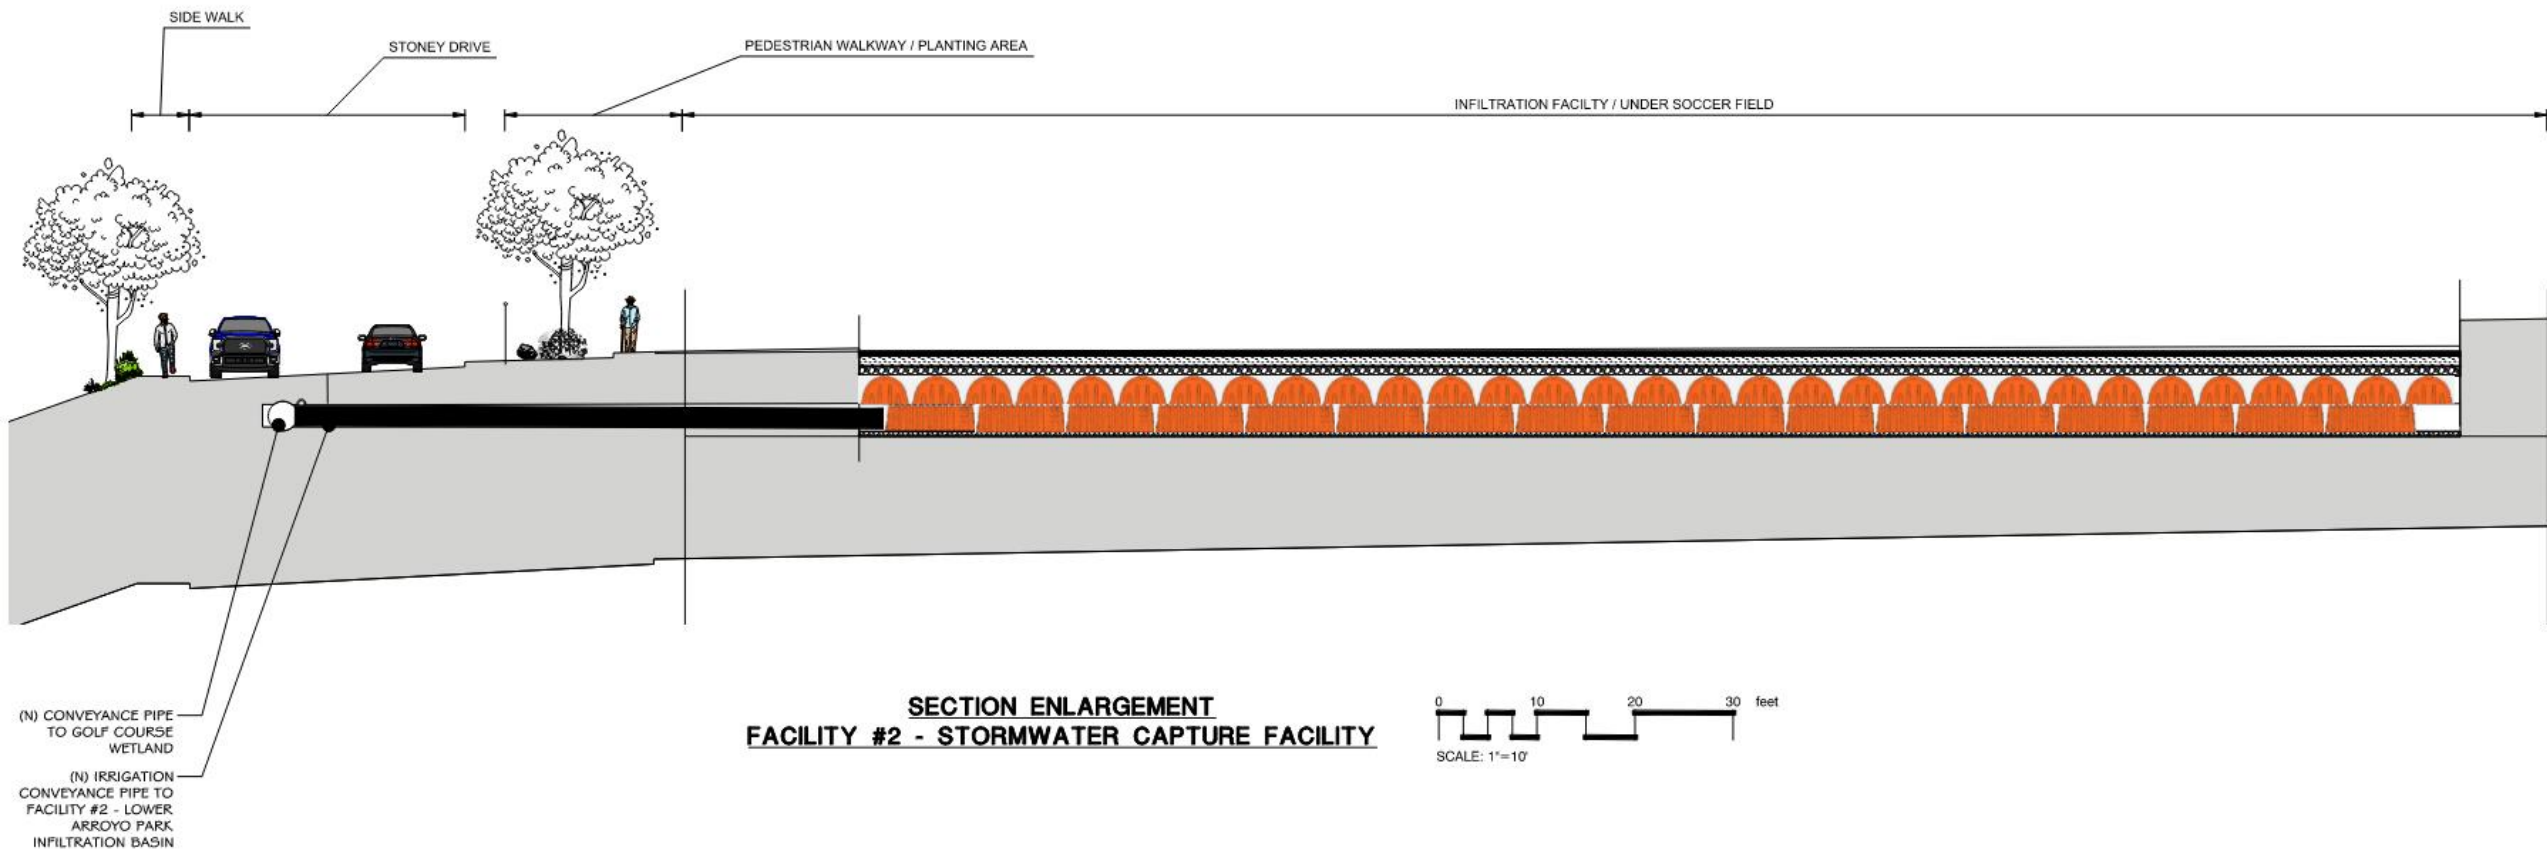 SIDE WALK
STONEY DRIVE
PEDESTRIAN WALKWAY / PLANTING AREA
INFILTRATION FACILTY / UNDER SOCCER FIELD
(N) CONVEYANCE PIPE
TO GOLF COURSE
WETLAND
(N) IRRIGATION
CONVEYANCE PIPE TO
FACILITY #2 - LOWER
ARROYO PARK
INFILTRATION BASIN
SECTION ENLARGEMENT
FACILITY #2 - STORMWATER CAPTURE FACILITY
0 10 20 30 feet
SCALE: 1"=10'